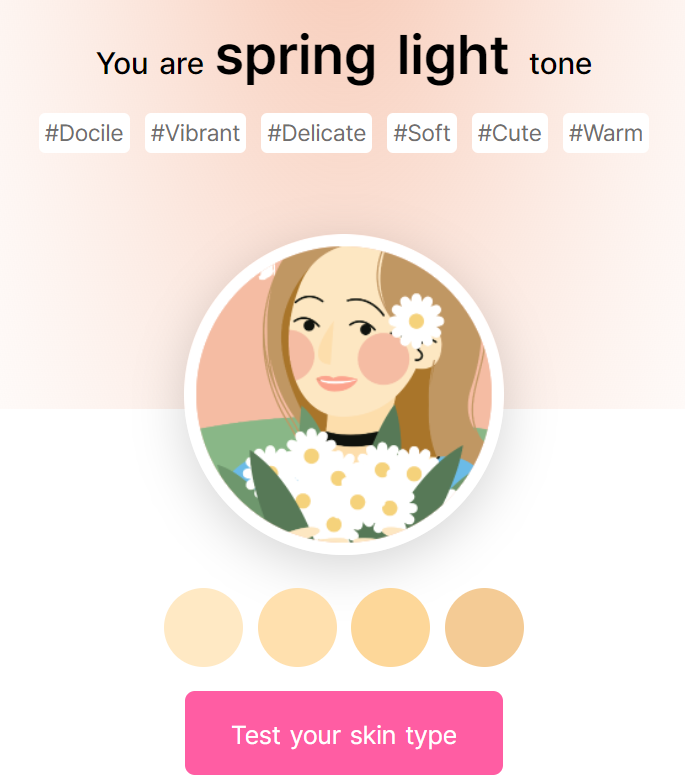 You are spring light tone
#Docile #Vibrant #Delicate #Soft #Cute #Warm
Test your skin type